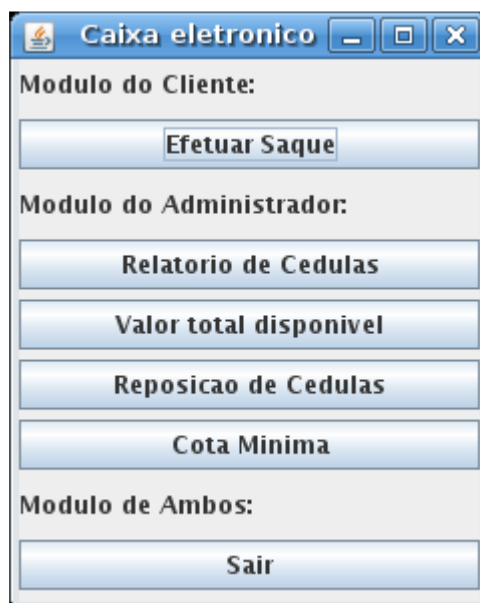 Caixa eletronico
Modulo do Cliente:
Efetuar Saque
Modulo do Administrador:
Relatorio de Cedulas
Valor total disponivel
Reposicao de Cedulas
Cota Minima
Modulo de Ambos:
Sair